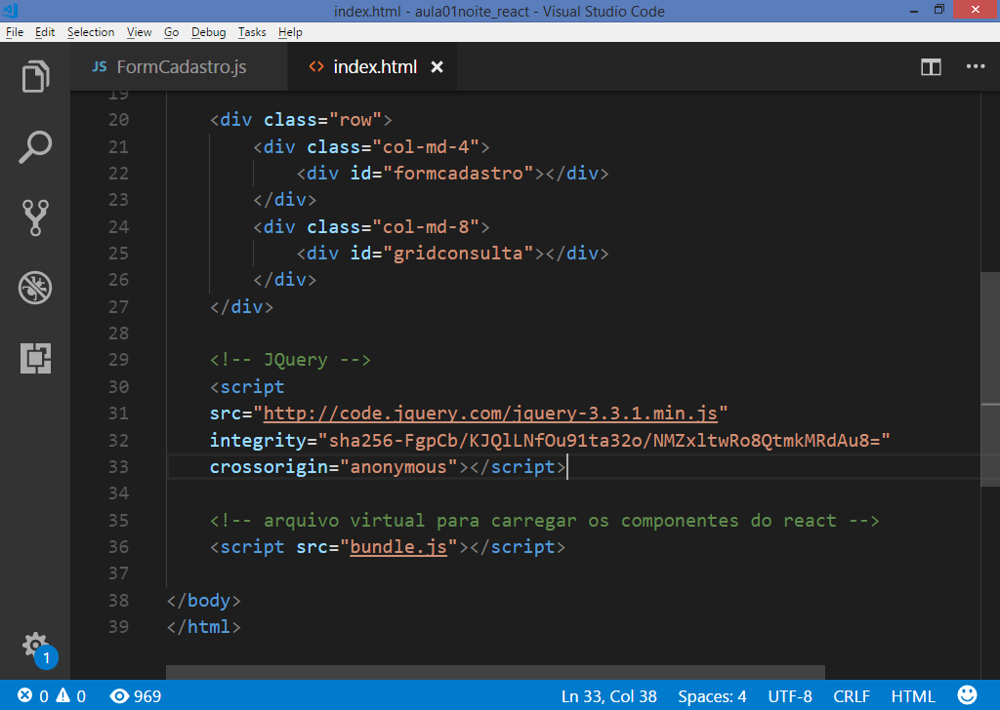 index.html - aula01noite_react - Visual Studio Code
File Edit Selection View Go Debug Tasks Help
JS FormCadastro.js <> index.html
19
20 <div class="row">
21 <div class="col-md-4">
22 <div id="formcadastro"></div>
23 </div>
24 <div class="col-md-8">
25 <div id="gridconsulta"></div>
26 </div>
27 </div>
28
29 <!-- JQuery -->
30 <script
31 src="http://code.jquery.com/jquery-3.3.1.min.js"
32 integrity="sha256-FgpCb/KJQlLNfOu91ta32o/NMZxltwRo8QtmkMRdAu8="
33 crossorigin="anonymous"></script>
34
35 <!-- arquivo virtual para carregar os componentes do react -->
36 <script src="bundle.js"></script>
37
38 </body>
39 </html>
1
0 0 969 Ln 33, Col 38 Spaces: 4 UTF-8 CRLF HTML